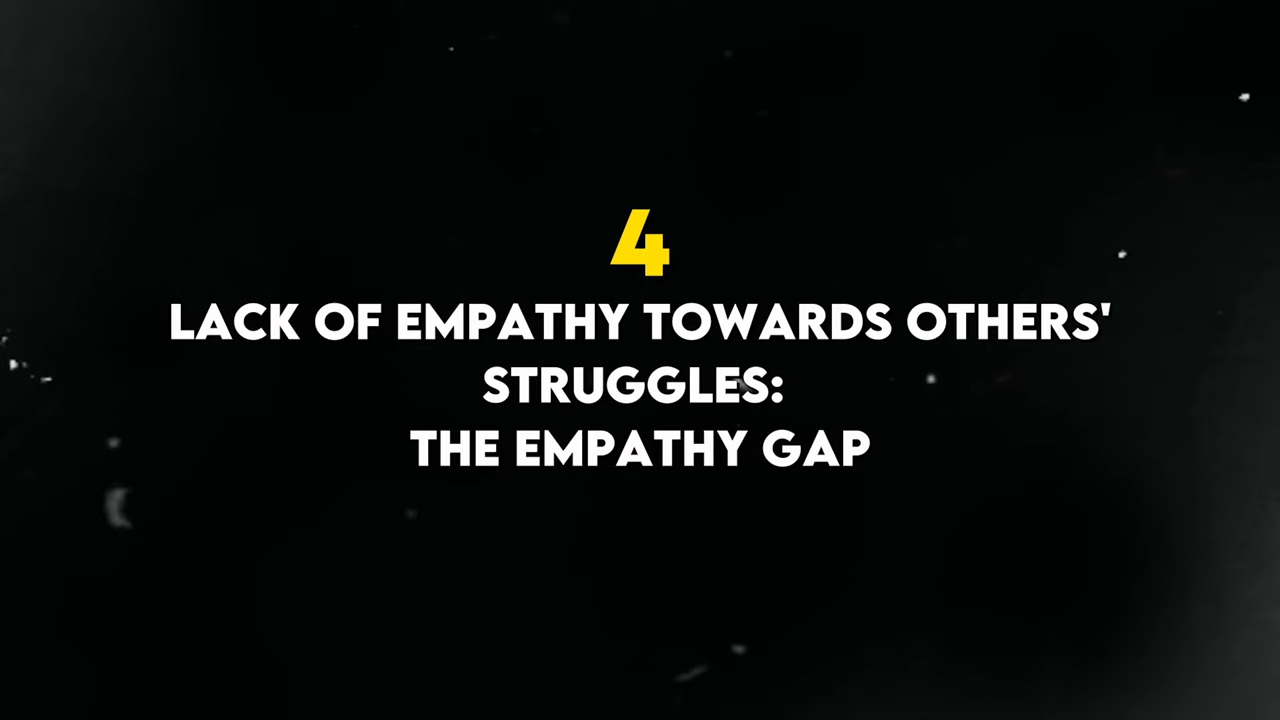 4
LACK OF EMPATHY TOWARDS OTHERS'
STRUGGLES:
THE EMPATHY GAP